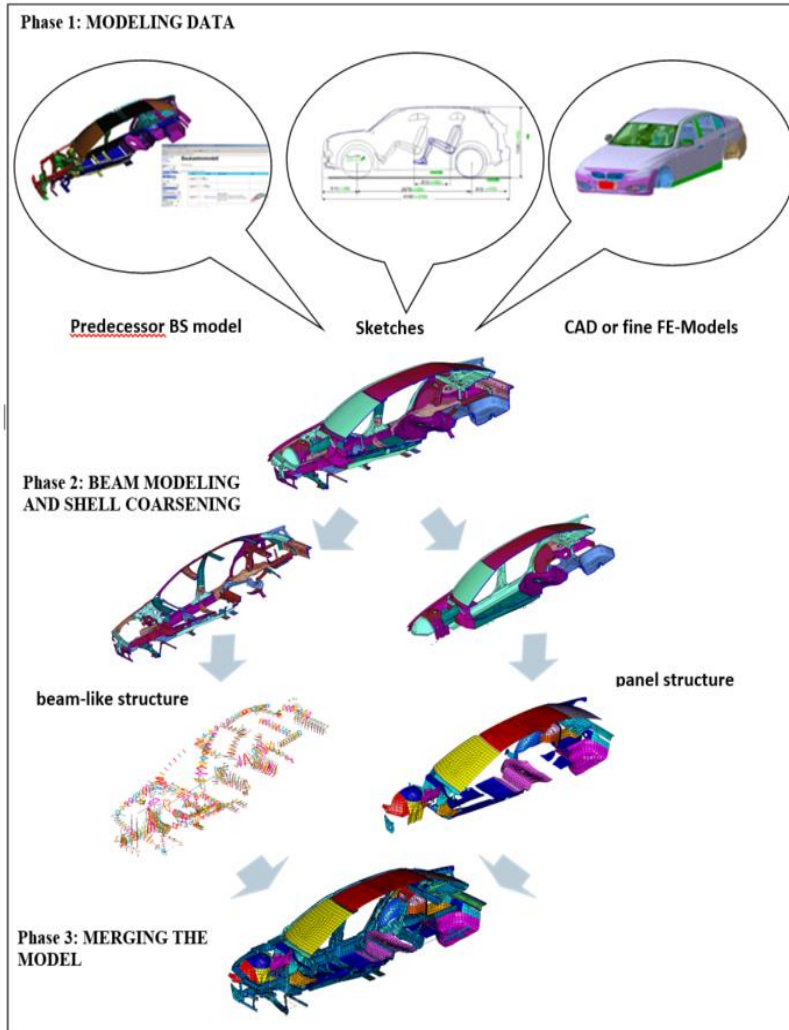 Phase 1: MODELING DATA
Predecessor BS model
Sketches
CAD or fine FE-Models
Phase 2: BEAM MODELING
AND SHELL COARSENING
beam-like structure
panel structure
Phase 3: MERGING THE
MODEL